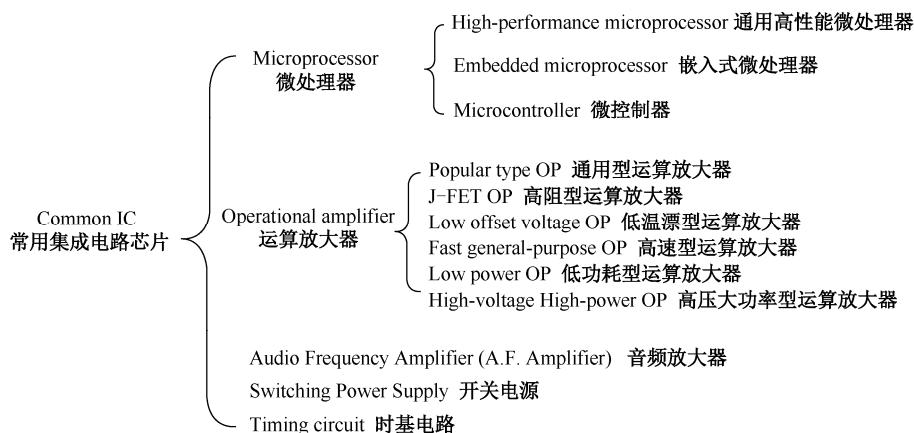 High-performance microprocessor 通用高性能微处理器
Microprocessor
微处理器
Embedded microprocessor 嵌入式微处理器
Microcontroller 微控制器
Popular type OP 通用型运算放大器
J-FET OP 高阻型运算放大器
Common IC
常用集成电路芯片
Operational amplifier
运算放大器
Low offset voltage OP 低温漂型运算放大器
Fast general-purpose OP 高速型运算放大器
Low power OP 低功耗型运算放大器
High-voltage High-power OP 高压大功率型运算放大器
Audio Frequency Amplifier (A.F. Amplifier) 音频放大器
Switching Power Supply 开关电源
Timing circuit 时基电路